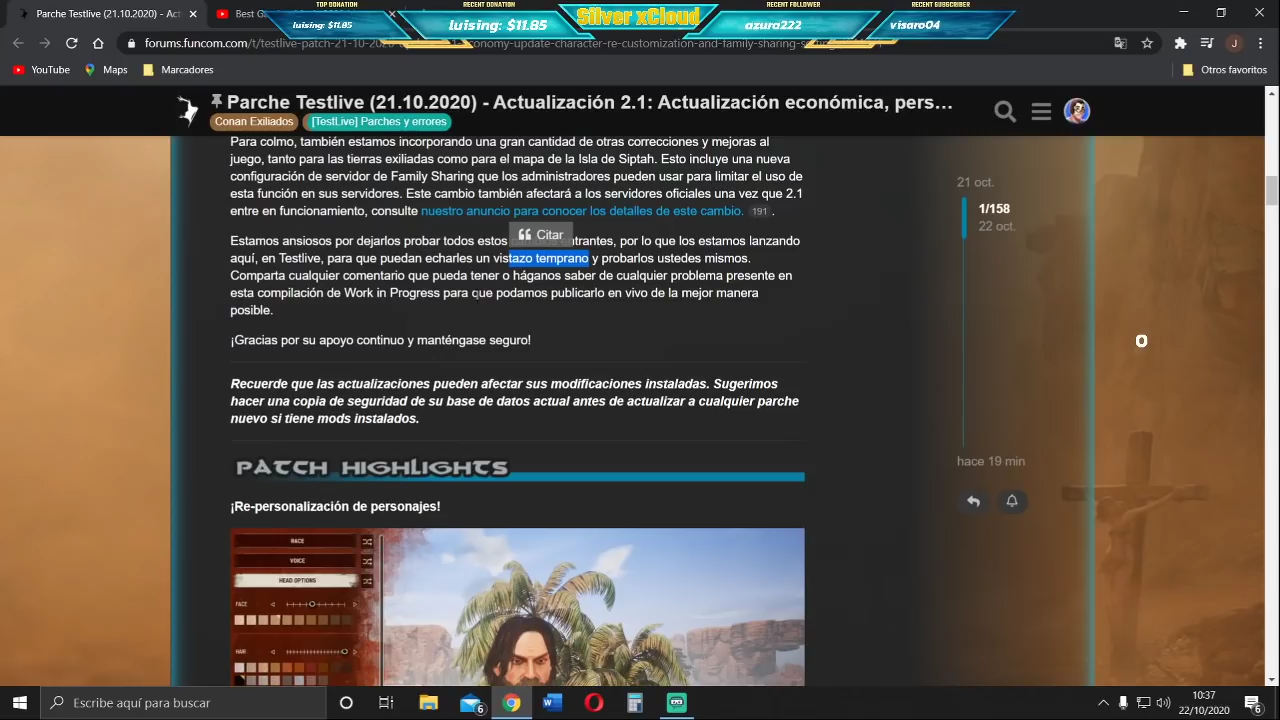 TOP DONATION
luising: $11.85
RECENT DONATION
luising: $11.85
Silver xCloud
RECENT FOLLOWER
azura222
RECENT SUBSCRIBER
visaro04
Parche Testlive (21.10.2020) - Act
Best G
forums.funcom.com/t/testlive-patch-21-10-2020
onomy-update-character-re-customization-and-family-sharing
J
YouTube
Maps
Marcadores
Otros favoritos
Parche Testlive (21.10.2020) - Actualización 2.1: Actualización económica, pers…
Conan Exiliados
[TestLive] Parches y errores
Para colmo, también estamos incorporando una gran cantidad de otras correcciones y mejoras al
juego, tanto para las tierras exiliadas como para el mapa de la Isla de Siptah. Esto incluye una nueva
configuración de servidor de Family Sharing que los administradores pueden usar para limitar el uso de
esta función en sus servidores. Este cambio también afectará a los servidores oficiales una vez que 2.1
entre en funcionamiento, consulte nuestro anuncio para conocer los detalles de este cambio. 191 .
Citar
Estamos ansiosos por dejarlos probar todos estos cambios entrantes, por lo que los estamos lanzando
aquí, en Testlive, para que puedan echarles un vistazo temprano y probarlos ustedes mismos.
Comparta cualquier comentario que pueda tener o háganos saber de cualquier problema presente en
esta compilación de Work in Progress para que podamos publicarlo en vivo de la mejor manera
posible.
¡Gracias por su apoyo continuo y manténgase seguro!
Recuerde que las actualizaciones pueden afectar sus modificaciones instaladas. Sugerimos
hacer una copia de seguridad de su base de datos actual antes de actualizar a cualquier parche
nuevo si tiene mods instalados.
PATCH HIGHLIGHTS
¡Re-personalización de personajes!
RACE
VOICE
HEAD OPTIONS
FACE
HAIR
21 oct.
1/158
22 oct.
hace 19 min
0
Escribe aquí para buscar
6
10:37
22/10/2020
6